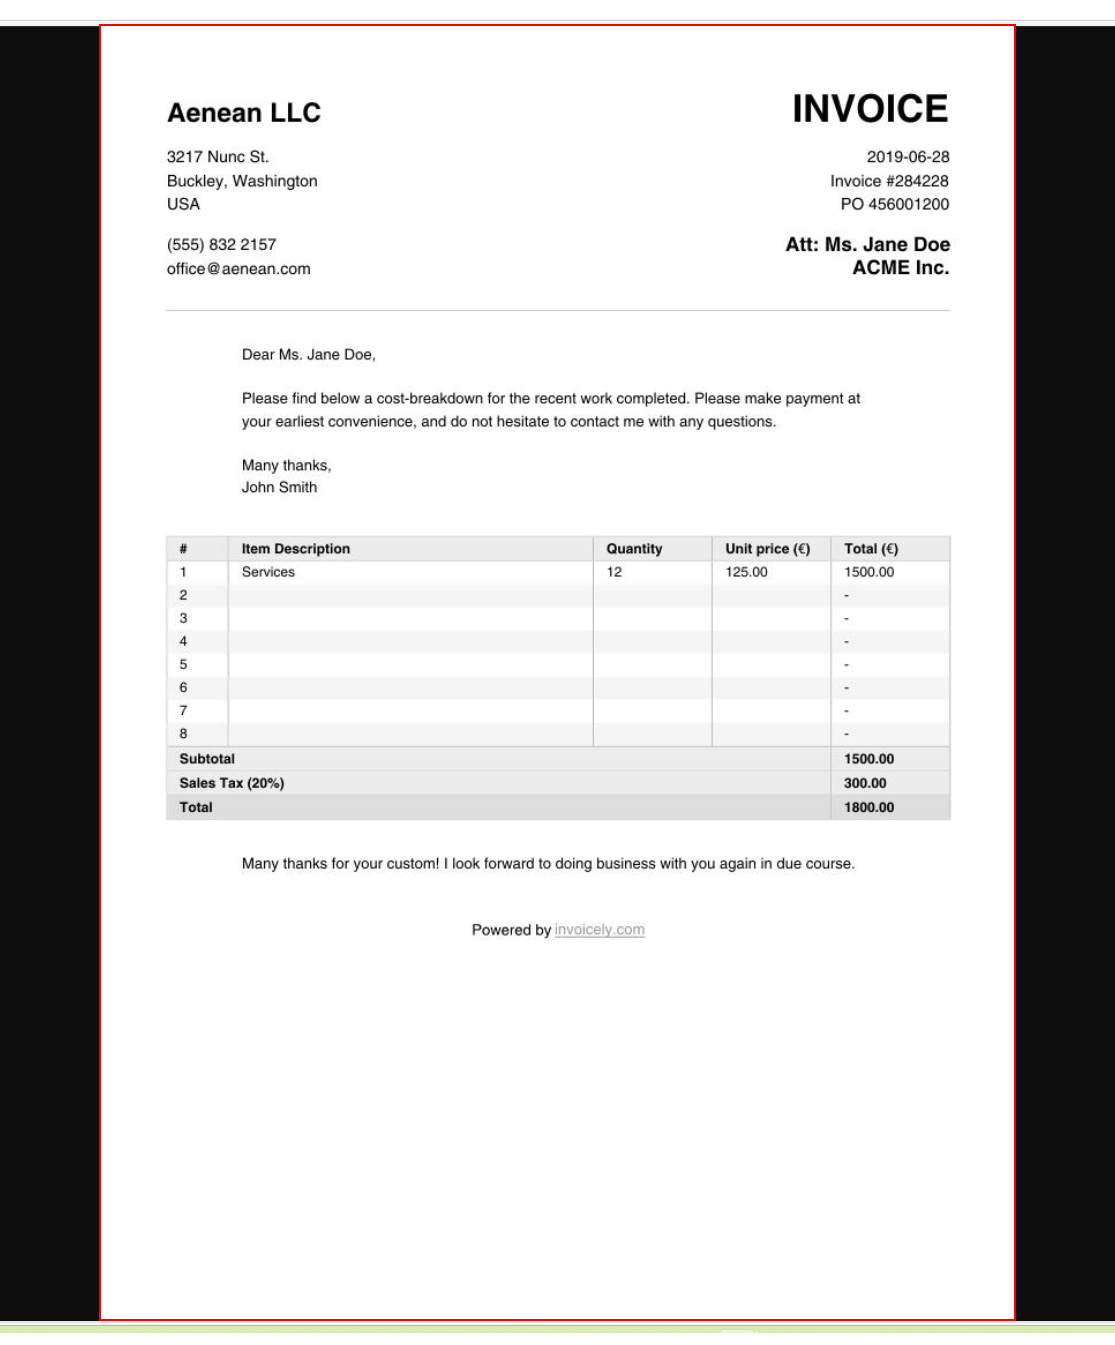 Aenean LLC
INVOICE
3217 Nunc St.
Buckley, Washington
USA
2019-06-28
Invoice #284228
PO 456001200
(555) 832 2157
office@aenean.com
Att: Ms. Jane Doe
ACME Inc.
Dear Ms. Jane Doe,
Please find below a cost-breakdown for the recent work completed. Please make payment at
your earliest convenience, and do not hesitate to contact me with any questions.
Many thanks,
John Smith
# Item Description Quantity Unit price (€) Total (€)
1 Services 12 125.00 1500.00
2 -
3 -
4 -
5 -
6 -
7 -
8 -
Subtotal 1500.00
Sales Tax (20%) 300.00
Total 1800.00
Many thanks for your custom! I look forward to doing business with you again in due course.
Powered by invoicely.com